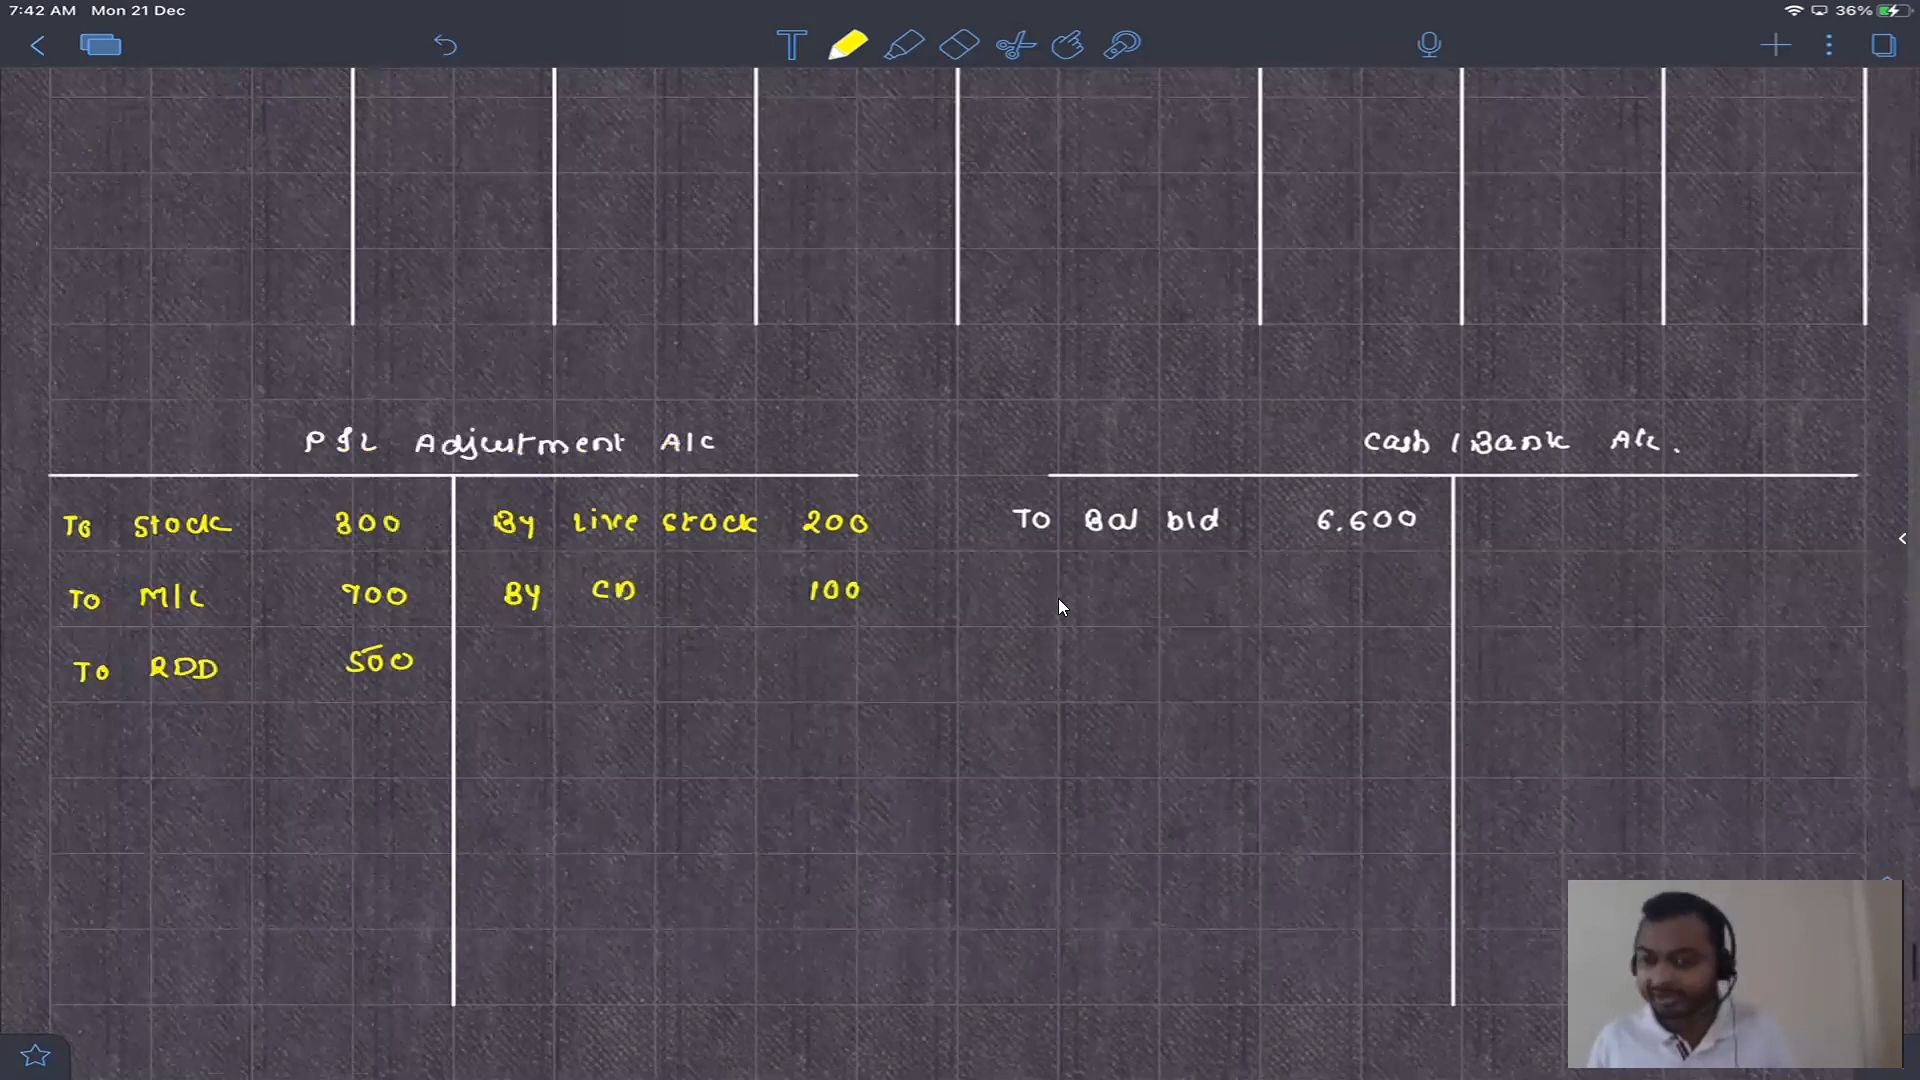 7:42 AM Mon 21 Dec
36%
P&L Adjustment A/c
To Stock 300 By Live stock 200
To M/C 700 By CD 100
To RDD 500
Cash / Bank A/c.
To Bal b/d 6,600